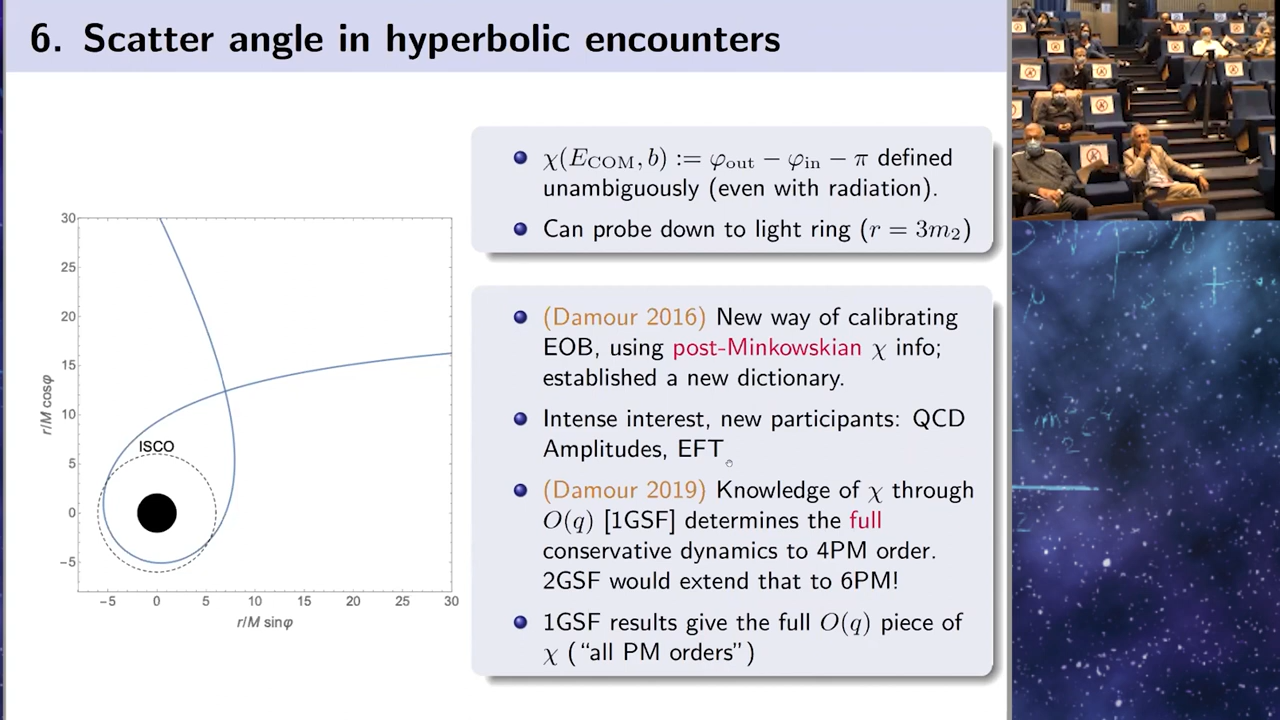 6. Scatter angle in hyperbolic encounters
χ(E_COM, b) := φ_out − φ_in − π defined
unambiguously (even with radiation).
Can probe down to light ring (r = 3m₂)
(Damour 2016) New way of calibrating
EOB, using post-Minkowskian χ info;
established a new dictionary.
Intense interest, new participants: QCD
Amplitudes, EFT
(Damour 2019) Knowledge of χ through
O(q) [1GSF] determines the full
conservative dynamics to 4PM order.
2GSF would extend that to 6PM!
1GSF results give the full O(q) piece of
χ (“all PM orders”)
30
25
20
15
10
5
0
−5
r/M cosφ
ISCO
−5 0 5 10 15 20 25 30
r/M sinφ